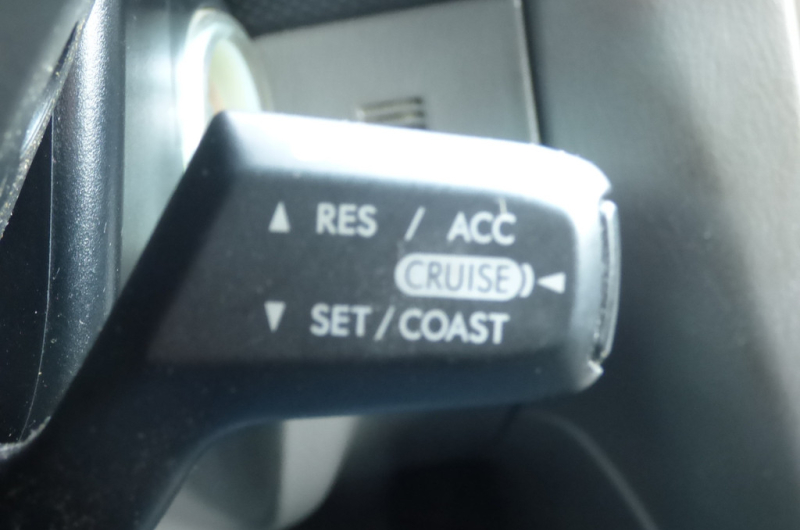 ▲ RES / ACC
CRUISE
▼ SET/COAST